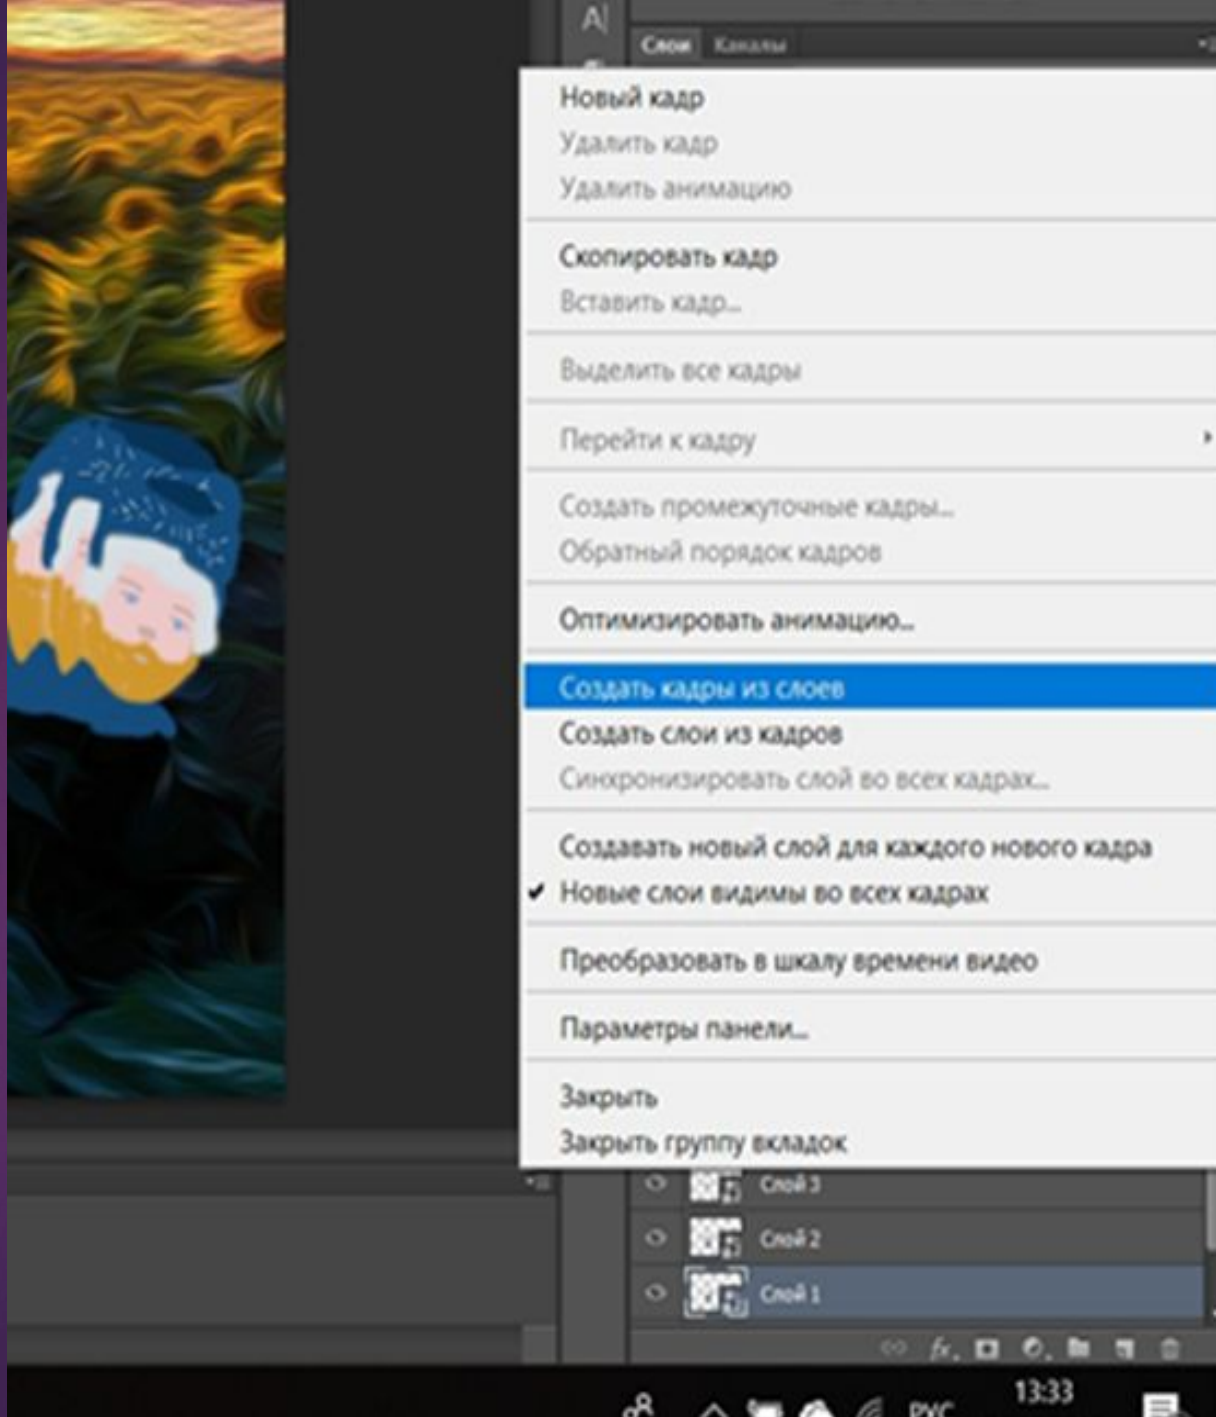 A|
Слои Каналы
Новый кадр
Удалить кадр
Удалить анимацию
Скопировать кадр
Вставить кадр...
Выделить все кадры
Перейти к кадру
Создать промежуточные кадры...
Обратный порядок кадров
Оптимизировать анимацию...
Создать кадры из слоев
Создать слои из кадров
Синхронизировать слой во всех кадрах...
Создавать новый слой для каждого нового кадра
Новые слои видимы во всех кадрах
Преобразовать в шкалу времени видео
Параметры панели...
Закрыть
Закрыть группу вкладок
Слой 3
Слой 2
Слой 1
fx
13:33
РУС